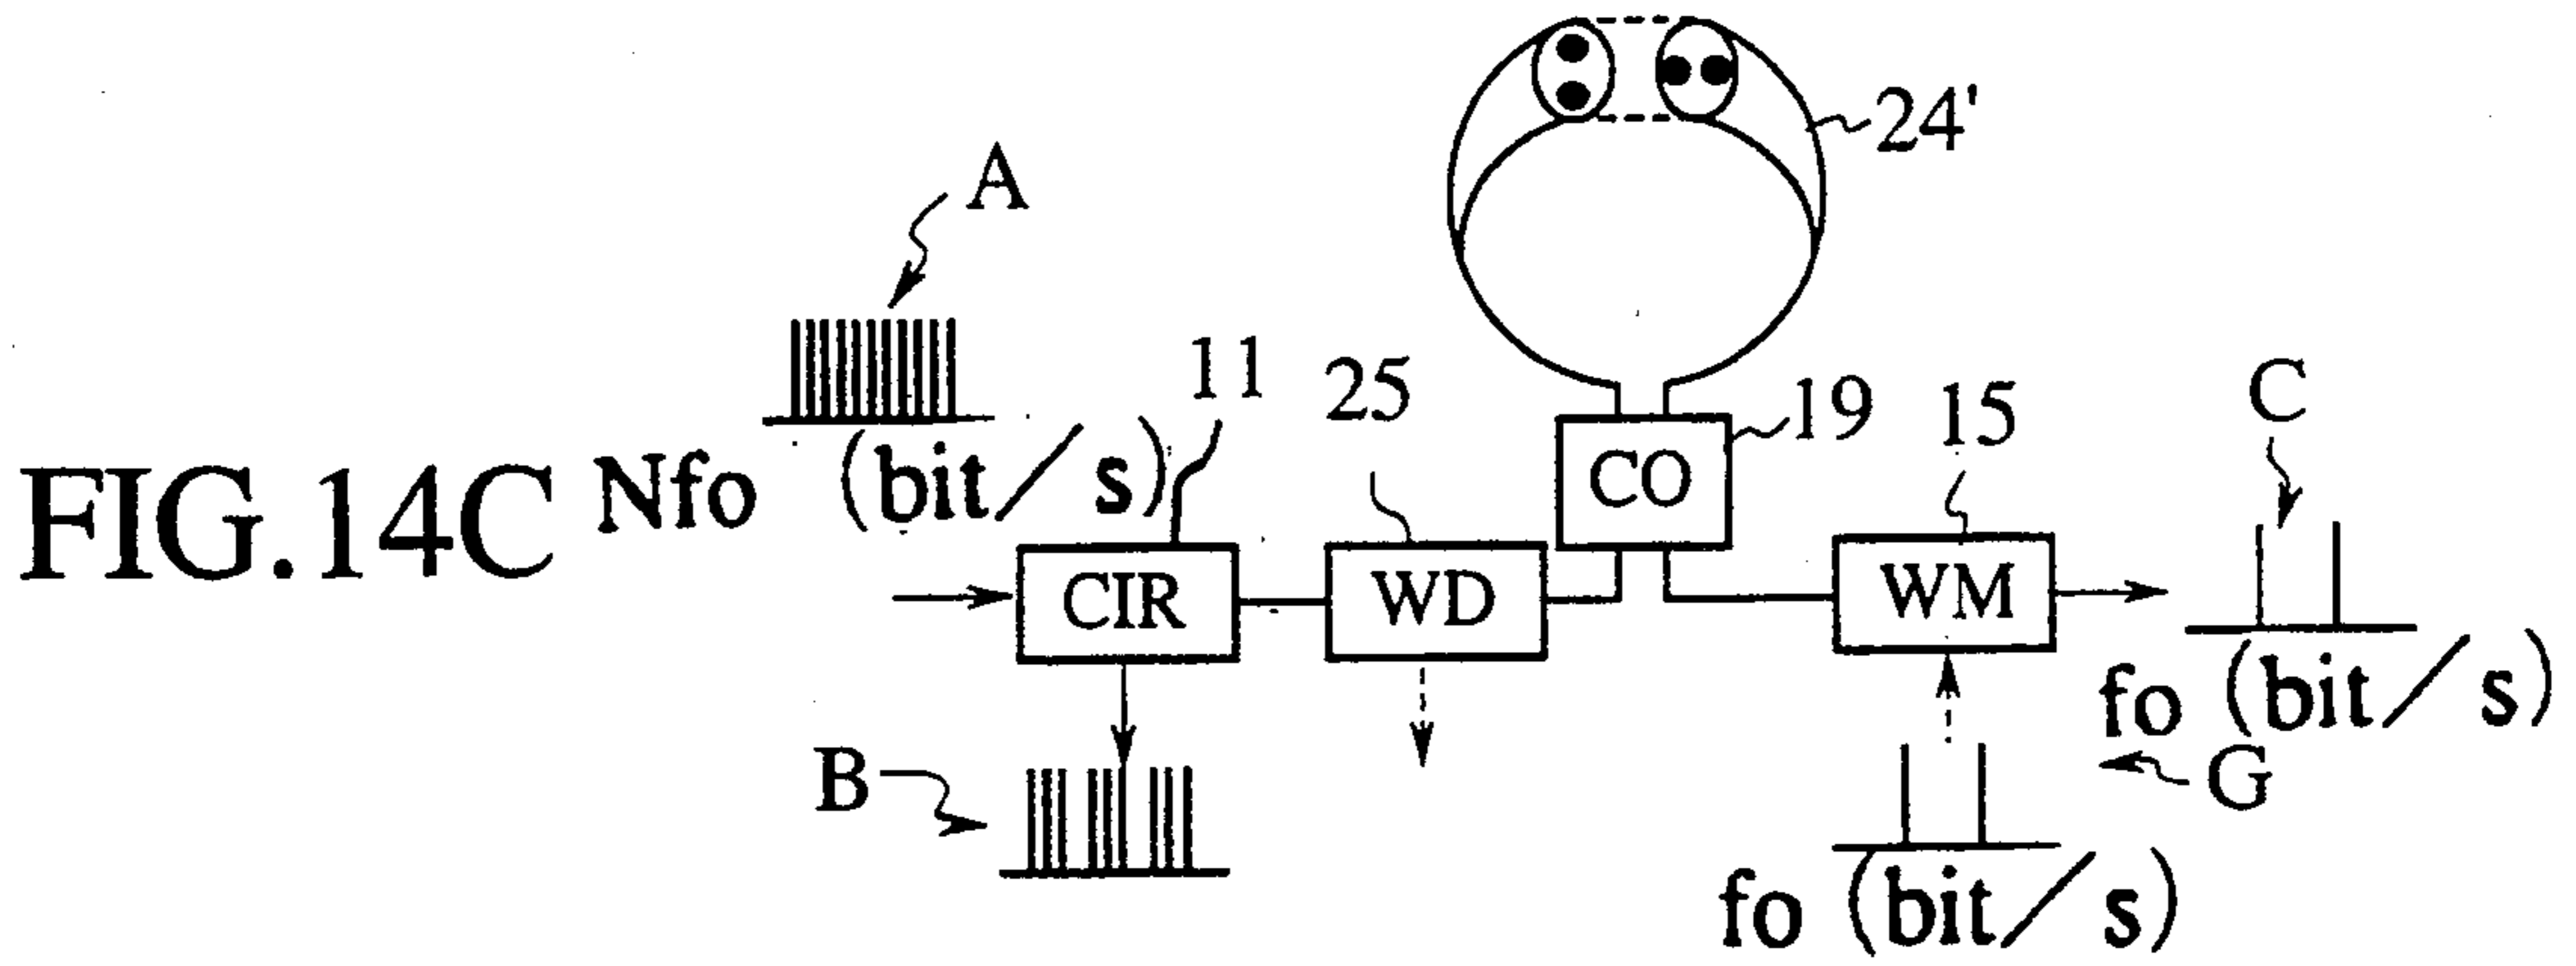 24'
A
11
25
19
15
C
FIG.14C
Nfo (bit/s)
CO
CIR
WD
WM
fo (bit/s)
B
G
fo (bit/s)